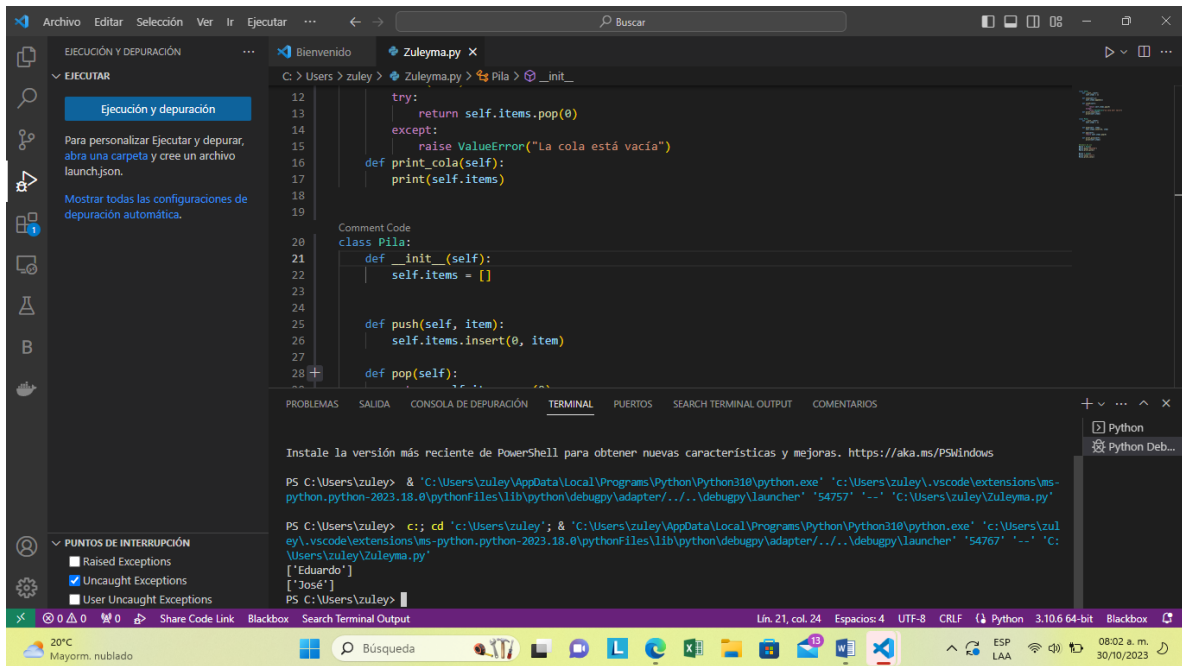 Archivo Editar Selección Ver Ir Ejecutar ··· Buscar
EJECUCIÓN Y DEPURACIÓN ···
EJECUTAR
Ejecución y depuración
Para personalizar Ejecutar y depurar,
abra una carpeta y cree un archivo
launch.json.
Mostrar todas las configuraciones de
depuración automática.
PUNTOS DE INTERRUPCIÓN
Raised Exceptions
Uncaught Exceptions
User Uncaught Exceptions
Bienvenido Zuleyma.py
C: > Users > zuley > Zuleyma.py > Pila > __init__
12 try:
13 return self.items.pop(0)
14 except:
15 raise ValueError("La cola está vacía")
16 def print_cola(self):
17 print(self.items)
18
19
Comment Code
20 class Pila:
21 def __init__(self):
22 self.items = []
23
24
25 def push(self, item):
26 self.items.insert(0, item)
27
28 def pop(self):
PROBLEMAS SALIDA CONSOLA DE DEPURACIÓN TERMINAL PUERTOS SEARCH TERMINAL OUTPUT COMENTARIOS
Python
Python Deb...
Instale la versión más reciente de PowerShell para obtener nuevas características y mejoras. https://aka.ms/PSWindows
PS C:\Users\zuley> & 'C:\Users\zuley\AppData\Local\Programs\Python\Python310\python.exe' 'c:\Users\zuley\.vscode\extensions\ms-
python.python-2023.18.0\pythonFiles\lib\python\debugpy\adapter/../..\debugpy\launcher' '54757' '--' 'C:\Users\zuley\Zuleyma.py'
PS C:\Users\zuley> c:; cd 'c:\Users\zuley'; & 'C:\Users\zuley\AppData\Local\Programs\Python\Python310\python.exe' 'c:\Users\zul
ey\.vscode\extensions\ms-python.python-2023.18.0\pythonFiles\lib\python\debugpy\adapter/../..\debugpy\launcher' '54767' '--' 'C:
\Users\zuley\Zuleyma.py'
['Eduardo']
['José']
PS C:\Users\zuley>
0 0 0 Share Code Link Blackbox Search Terminal Output Lín. 21, col. 24 Espacios: 4 UTF-8 CRLF Python 3.10.6 64-bit Blackbox
20°C
Mayorm. nublado
Búsqueda
13
ESP
LAA
08:02 a. m.
30/10/2023